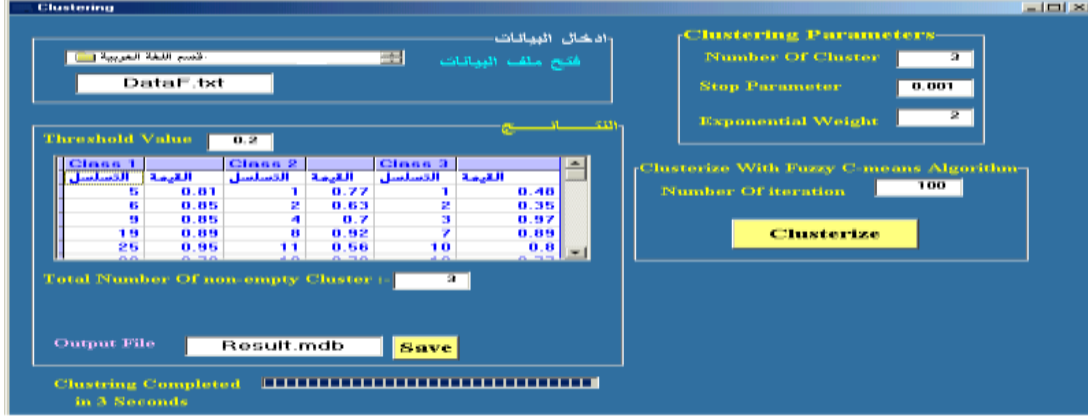 Clustering
ادخال البيانات
قسم اللغة العربية
فتح ملف البيانات
DataF.txt
Clustering Parameters
Number Of Cluster 3
Stop Parameter 0.001
Exponential Weight 2
النتـــائـــج
Threshold Value 0.2
Class 1 Class 2 Class 3
التسلسل القيمة التسلسل القيمة التسلسل القيمة
5 0.81 1 0.77 1 0.48
6 0.85 2 0.63 2 0.35
9 0.85 4 0.7 3 0.97
19 0.89 8 0.92 7 0.89
25 0.95 11 0.56 10 0.8
Total Number Of non-empty Cluster :- 3
Output File Result.mdb Save
Clustring Completed
in 3 Seconds
Clusterize With Fuzzy C-means Algorithm
Number Of iteration 100
Clusterize